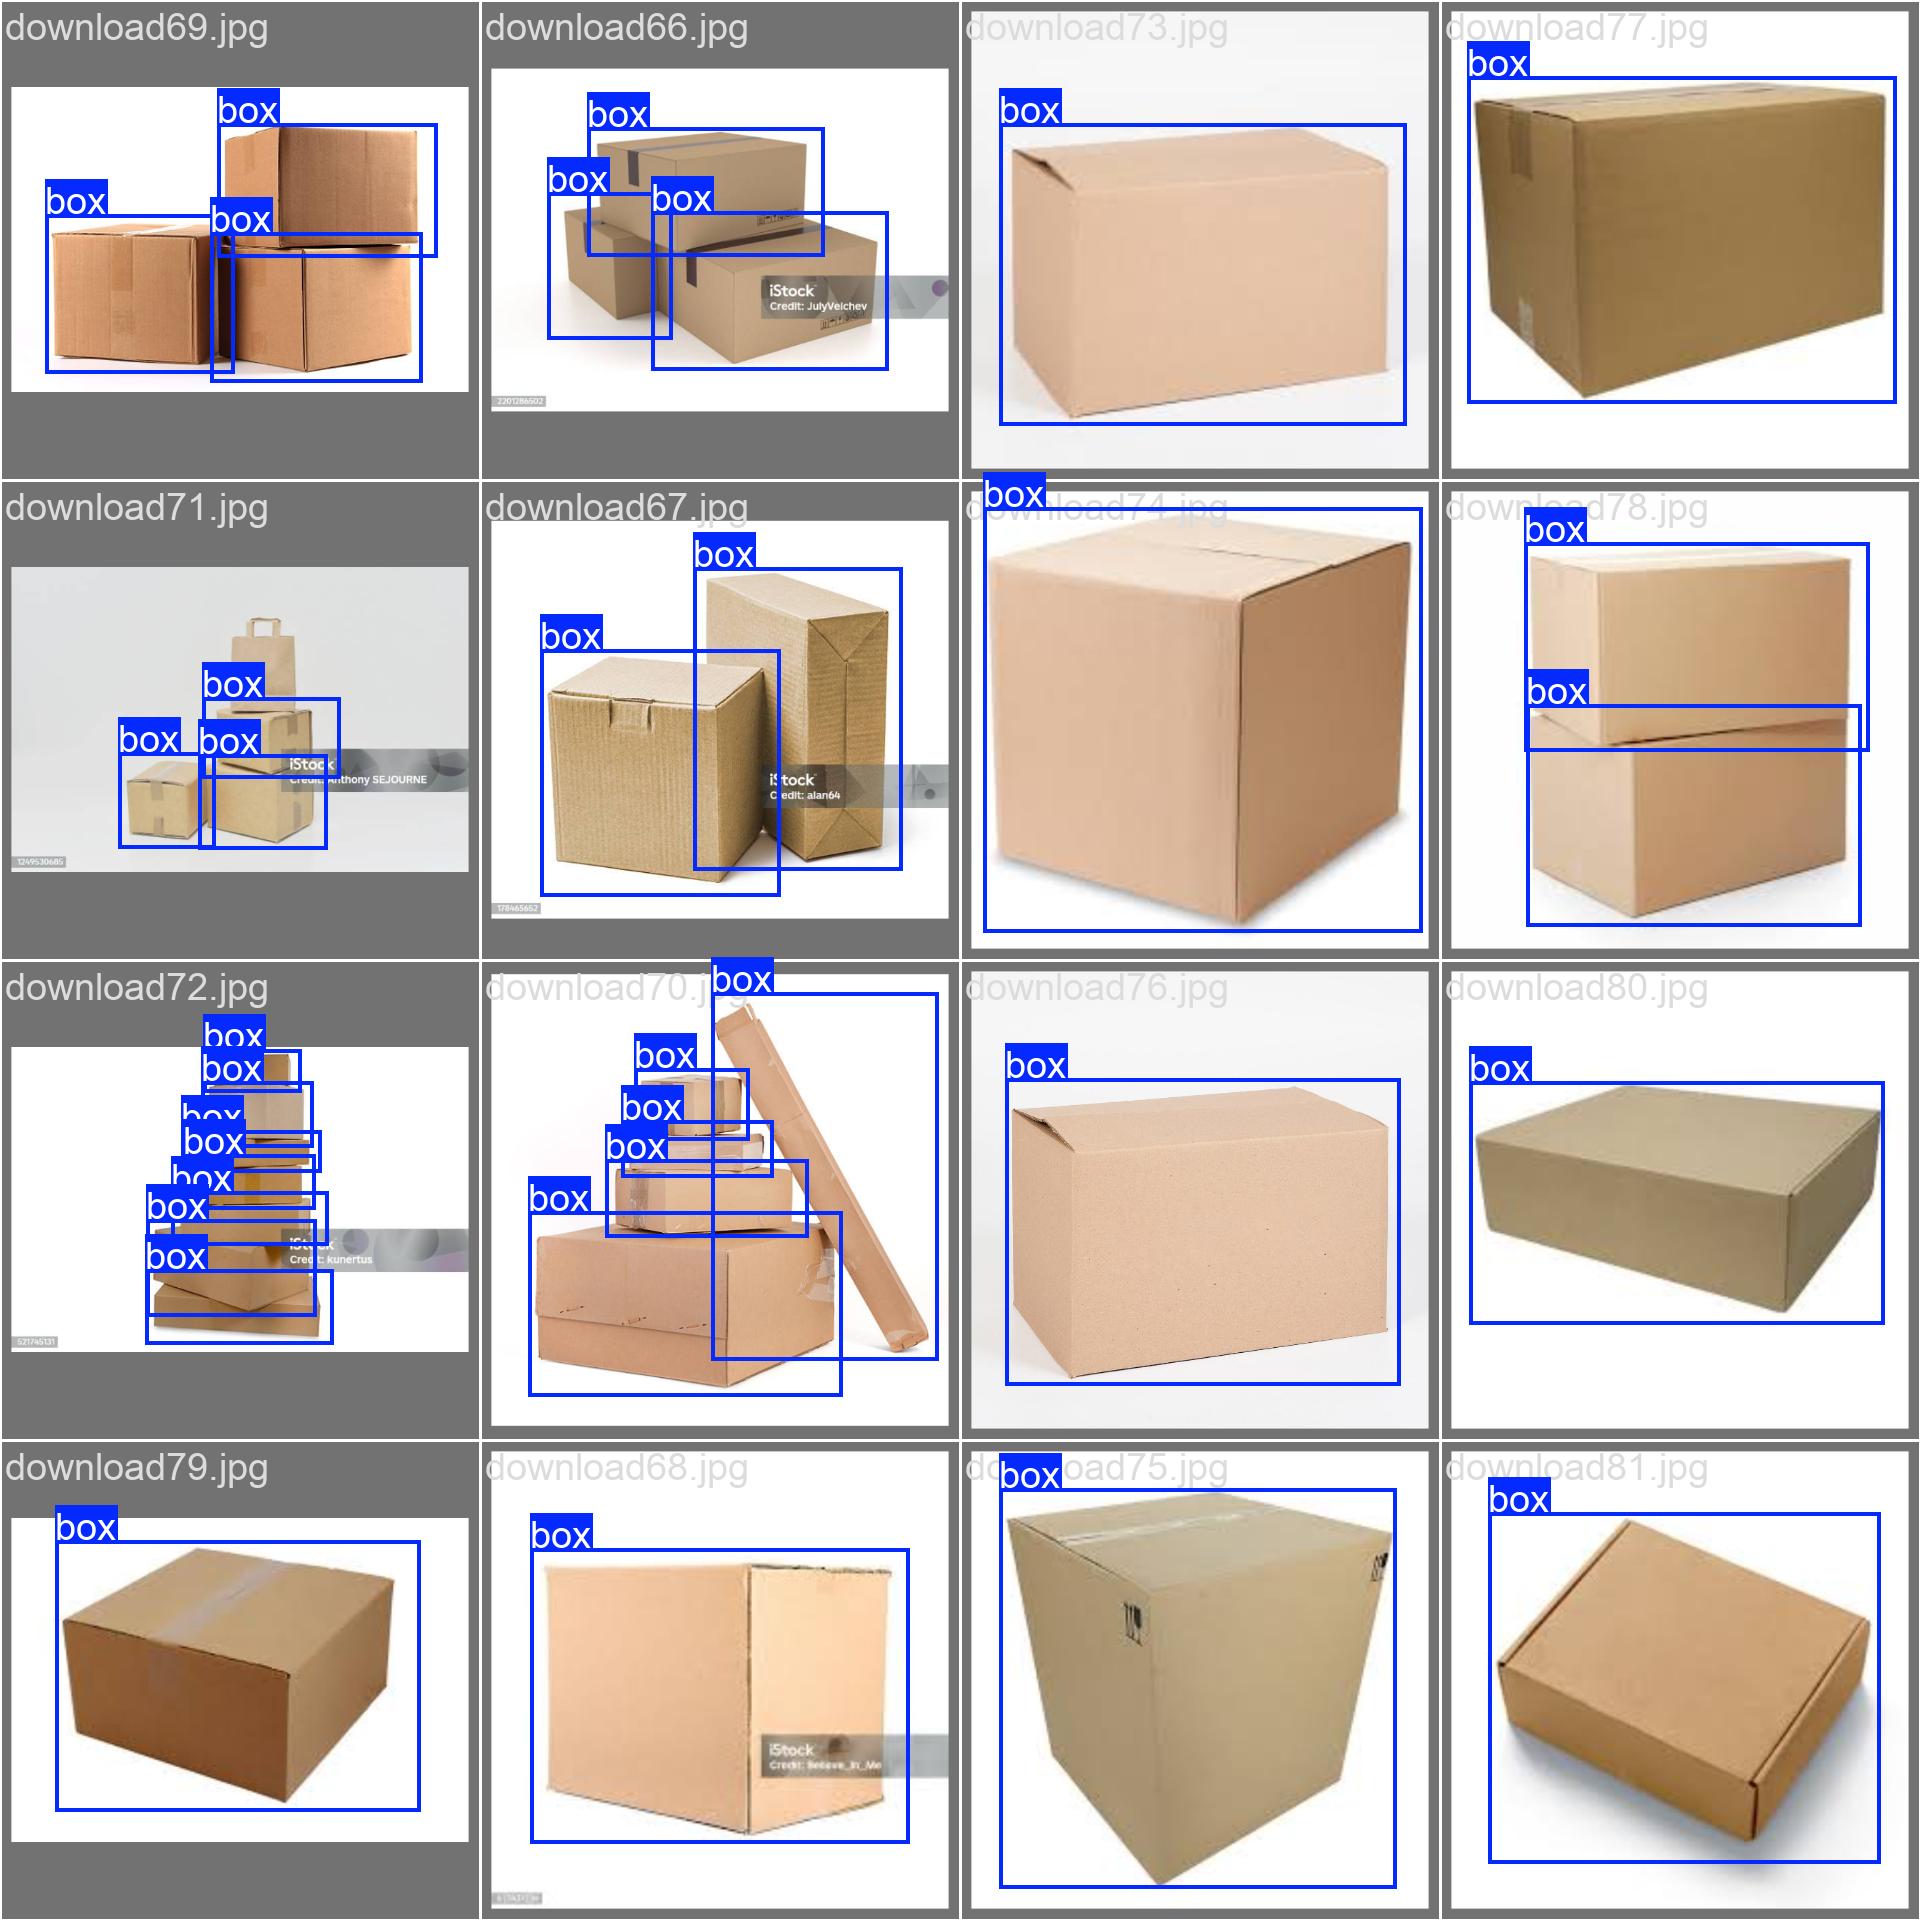 download69.jpg
box
box
box
download66.jpg
box
box
box
iStock
Credit: JulyVelchev
2201286502
download73.jpg
box
download77.jpg
box
download71.jpg
box
box
box
iStock
Credit: Anthony SEJOURNE
1249530685
download67.jpg
box
box
iStock
Credit: alan64
178465652
download74.jpg
box
download78.jpg
box
box
download72.jpg
box
box
box
box
box
box
box
iStock
Credit: kunertus
521745131
download70.jpg
box
box
box
box
box
download76.jpg
box
download80.jpg
box
download79.jpg
box
download68.jpg
box
iStock
Credit: Believe_In_Me
download75.jpg
box
download81.jpg
box